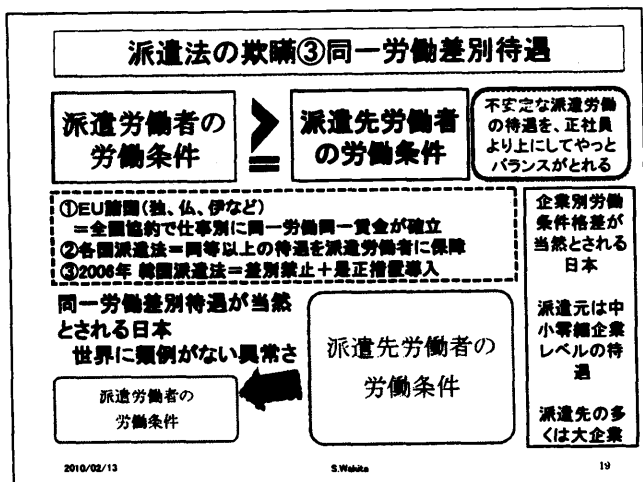 派遣法の欺瞞③同一労働差別待遇
派遣労働者の
労働条件
≧
派遣先労働者
の労働条件
不安定な派遣労働
の待遇を、正社員
より上にしてやっと
バランスがとれる
①EU諸国(独、仏、伊など)
=全国協約で仕事別に同一労働同一賃金が確立
②各国派遣法=同等以上の待遇を派遣労働者に保障
③2006年 韓国派遣法=差別禁止+是正措置導入
同一労働差別待遇が当然
とされる日本
世界に類例がない異常さ
派遣労働者の
労働条件
派遣先労働者の
労働条件
企業別労働
条件格差が
当然とされる
日本
派遣元は中
小零細企業
レベルの待
遇
派遣先の多
くは大企業
2010/02/13
S.Wakita
19